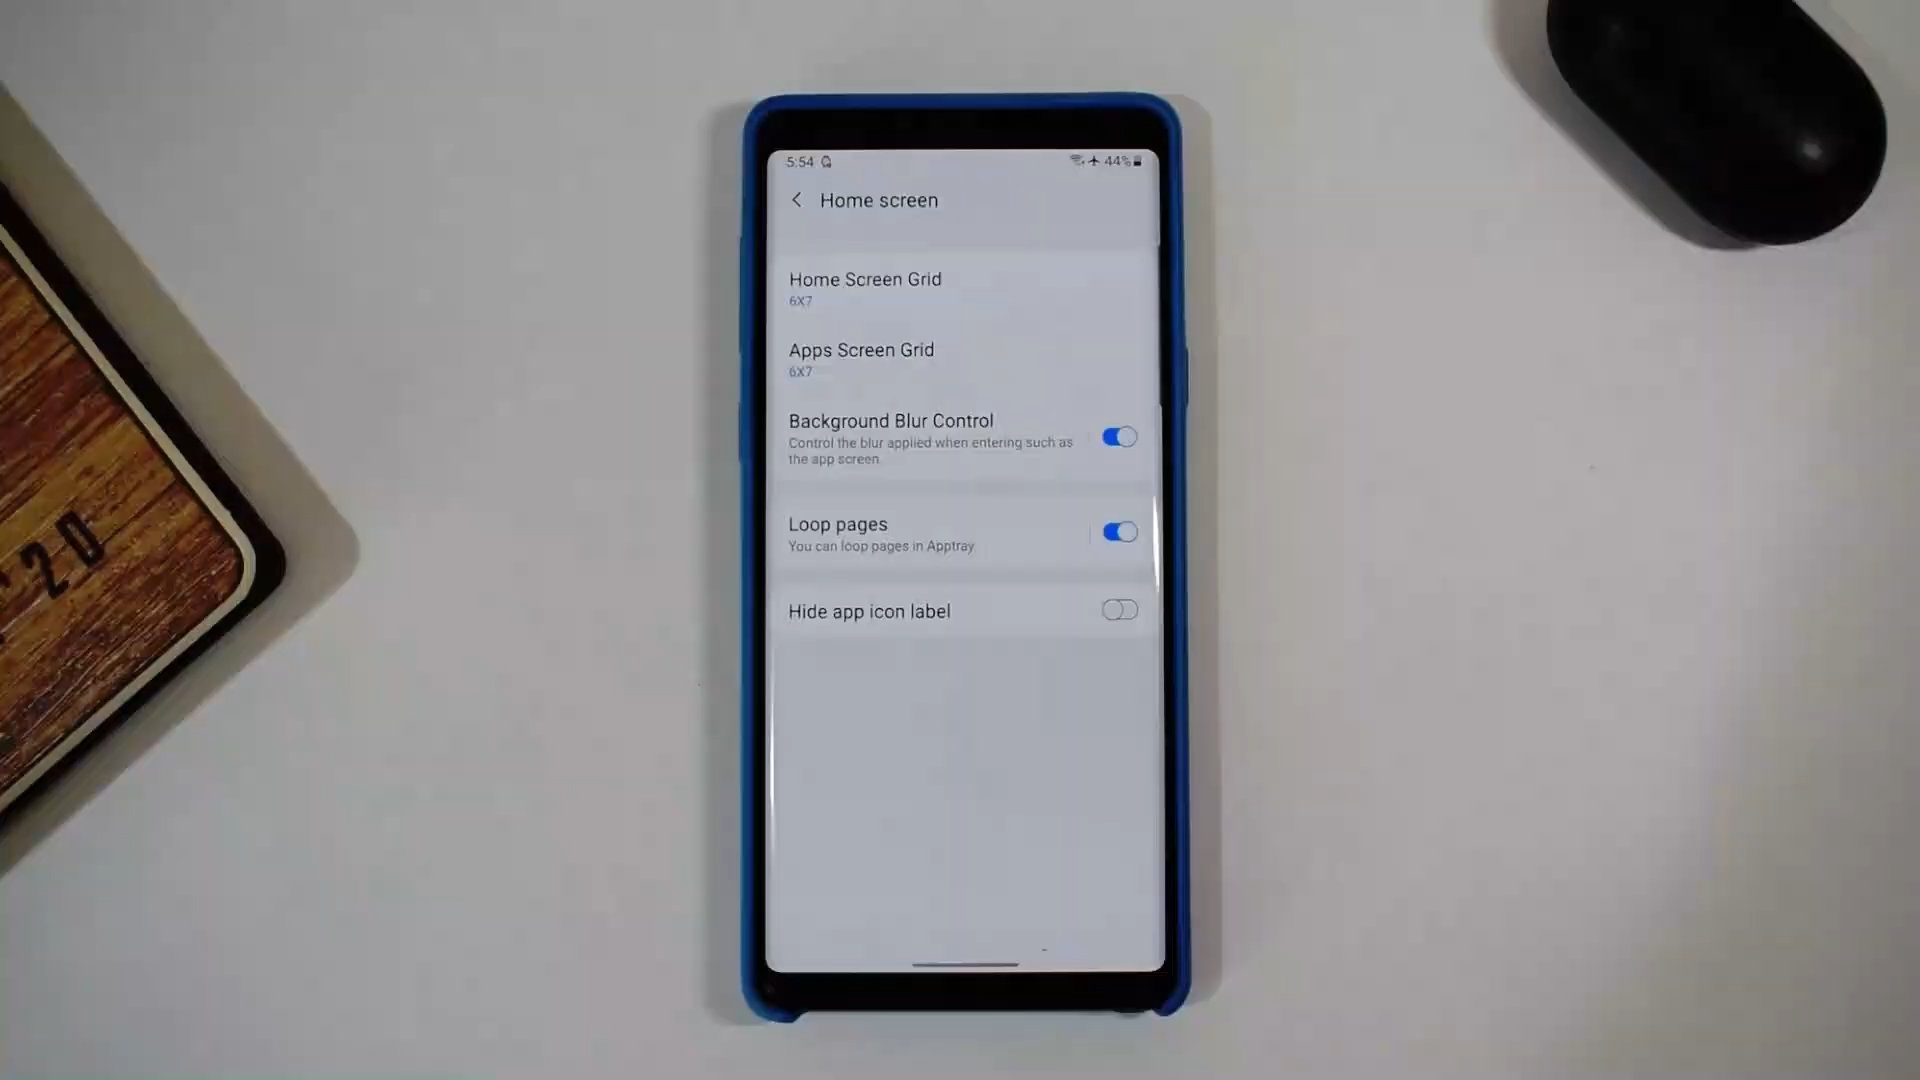 5:54
44%
Home screen
Home Screen Grid
6X7
Apps Screen Grid
6X7
Background Blur Control
Control the blur applied when entering such as
the app screen.
Loop pages
You can loop pages in Apptray
Hide app icon label
20